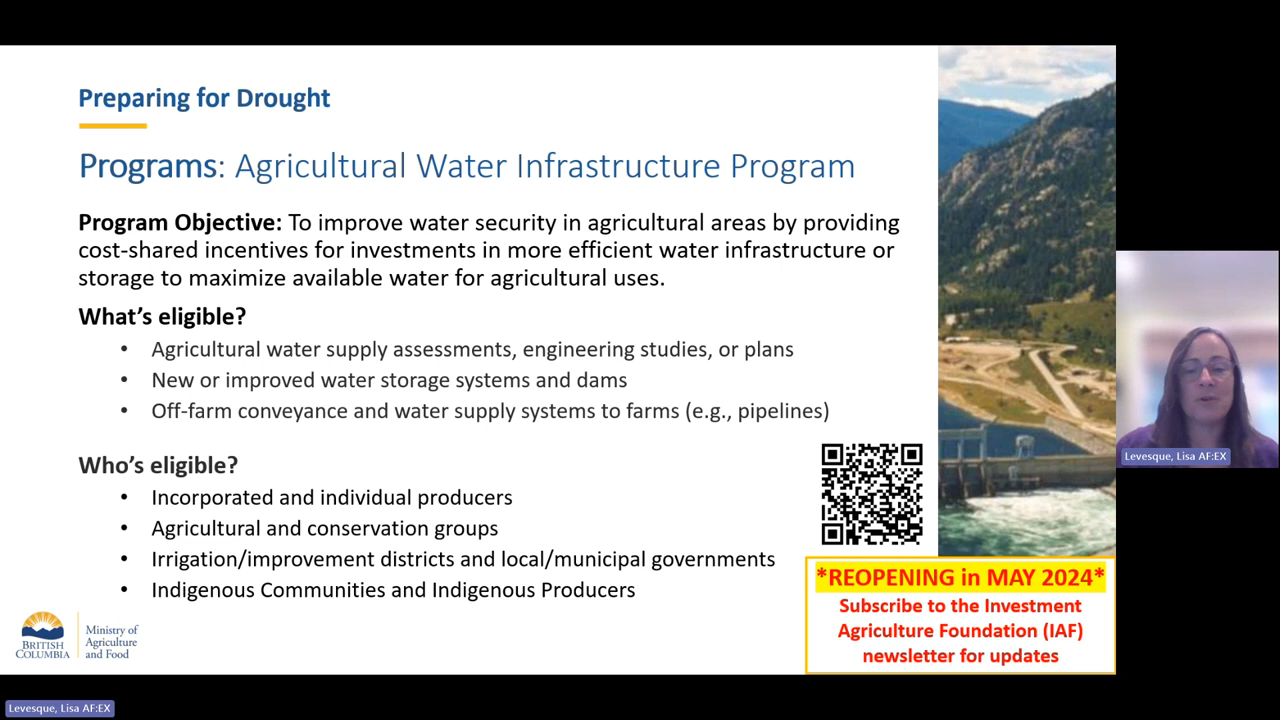 Preparing for Drought
Programs: Agricultural Water Infrastructure Program
Program Objective: To improve water security in agricultural areas by providing
cost-shared incentives for investments in more efficient water infrastructure or
storage to maximize available water for agricultural uses.
What’s eligible?
• Agricultural water supply assessments, engineering studies, or plans
• New or improved water storage systems and dams
• Off-farm conveyance and water supply systems to farms (e.g., pipelines)
Who’s eligible?
• Incorporated and individual producers
• Agricultural and conservation groups
• Irrigation/improvement districts and local/municipal governments
• Indigenous Communities and Indigenous Producers
*REOPENING in MAY 2024*
Subscribe to the Investment
Agriculture Foundation (IAF)
newsletter for updates
BRITISH
COLUMBIA
Ministry of
Agriculture
and Food
Levesque, Lisa AF:EX
Levesque, Lisa AF:EX